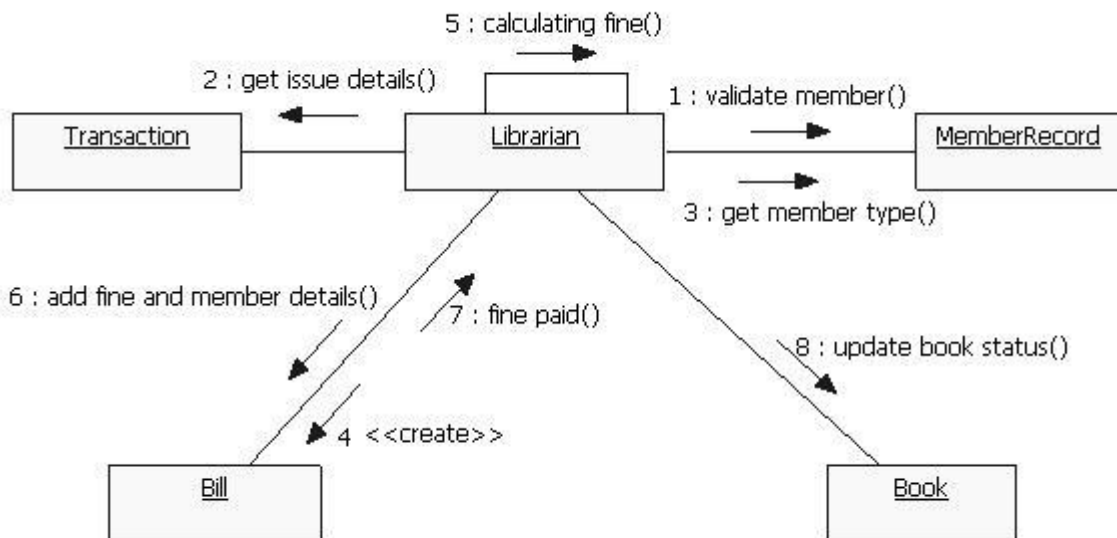 5 : calculating fine()
2 : get issue details()
1 : validate member()
Transaction
Librarian
MemberRecord
3 : get member type()
6 : add fine and member details()
7 : fine paid()
8 : update book status()
4 <<create>>
Bill
Book